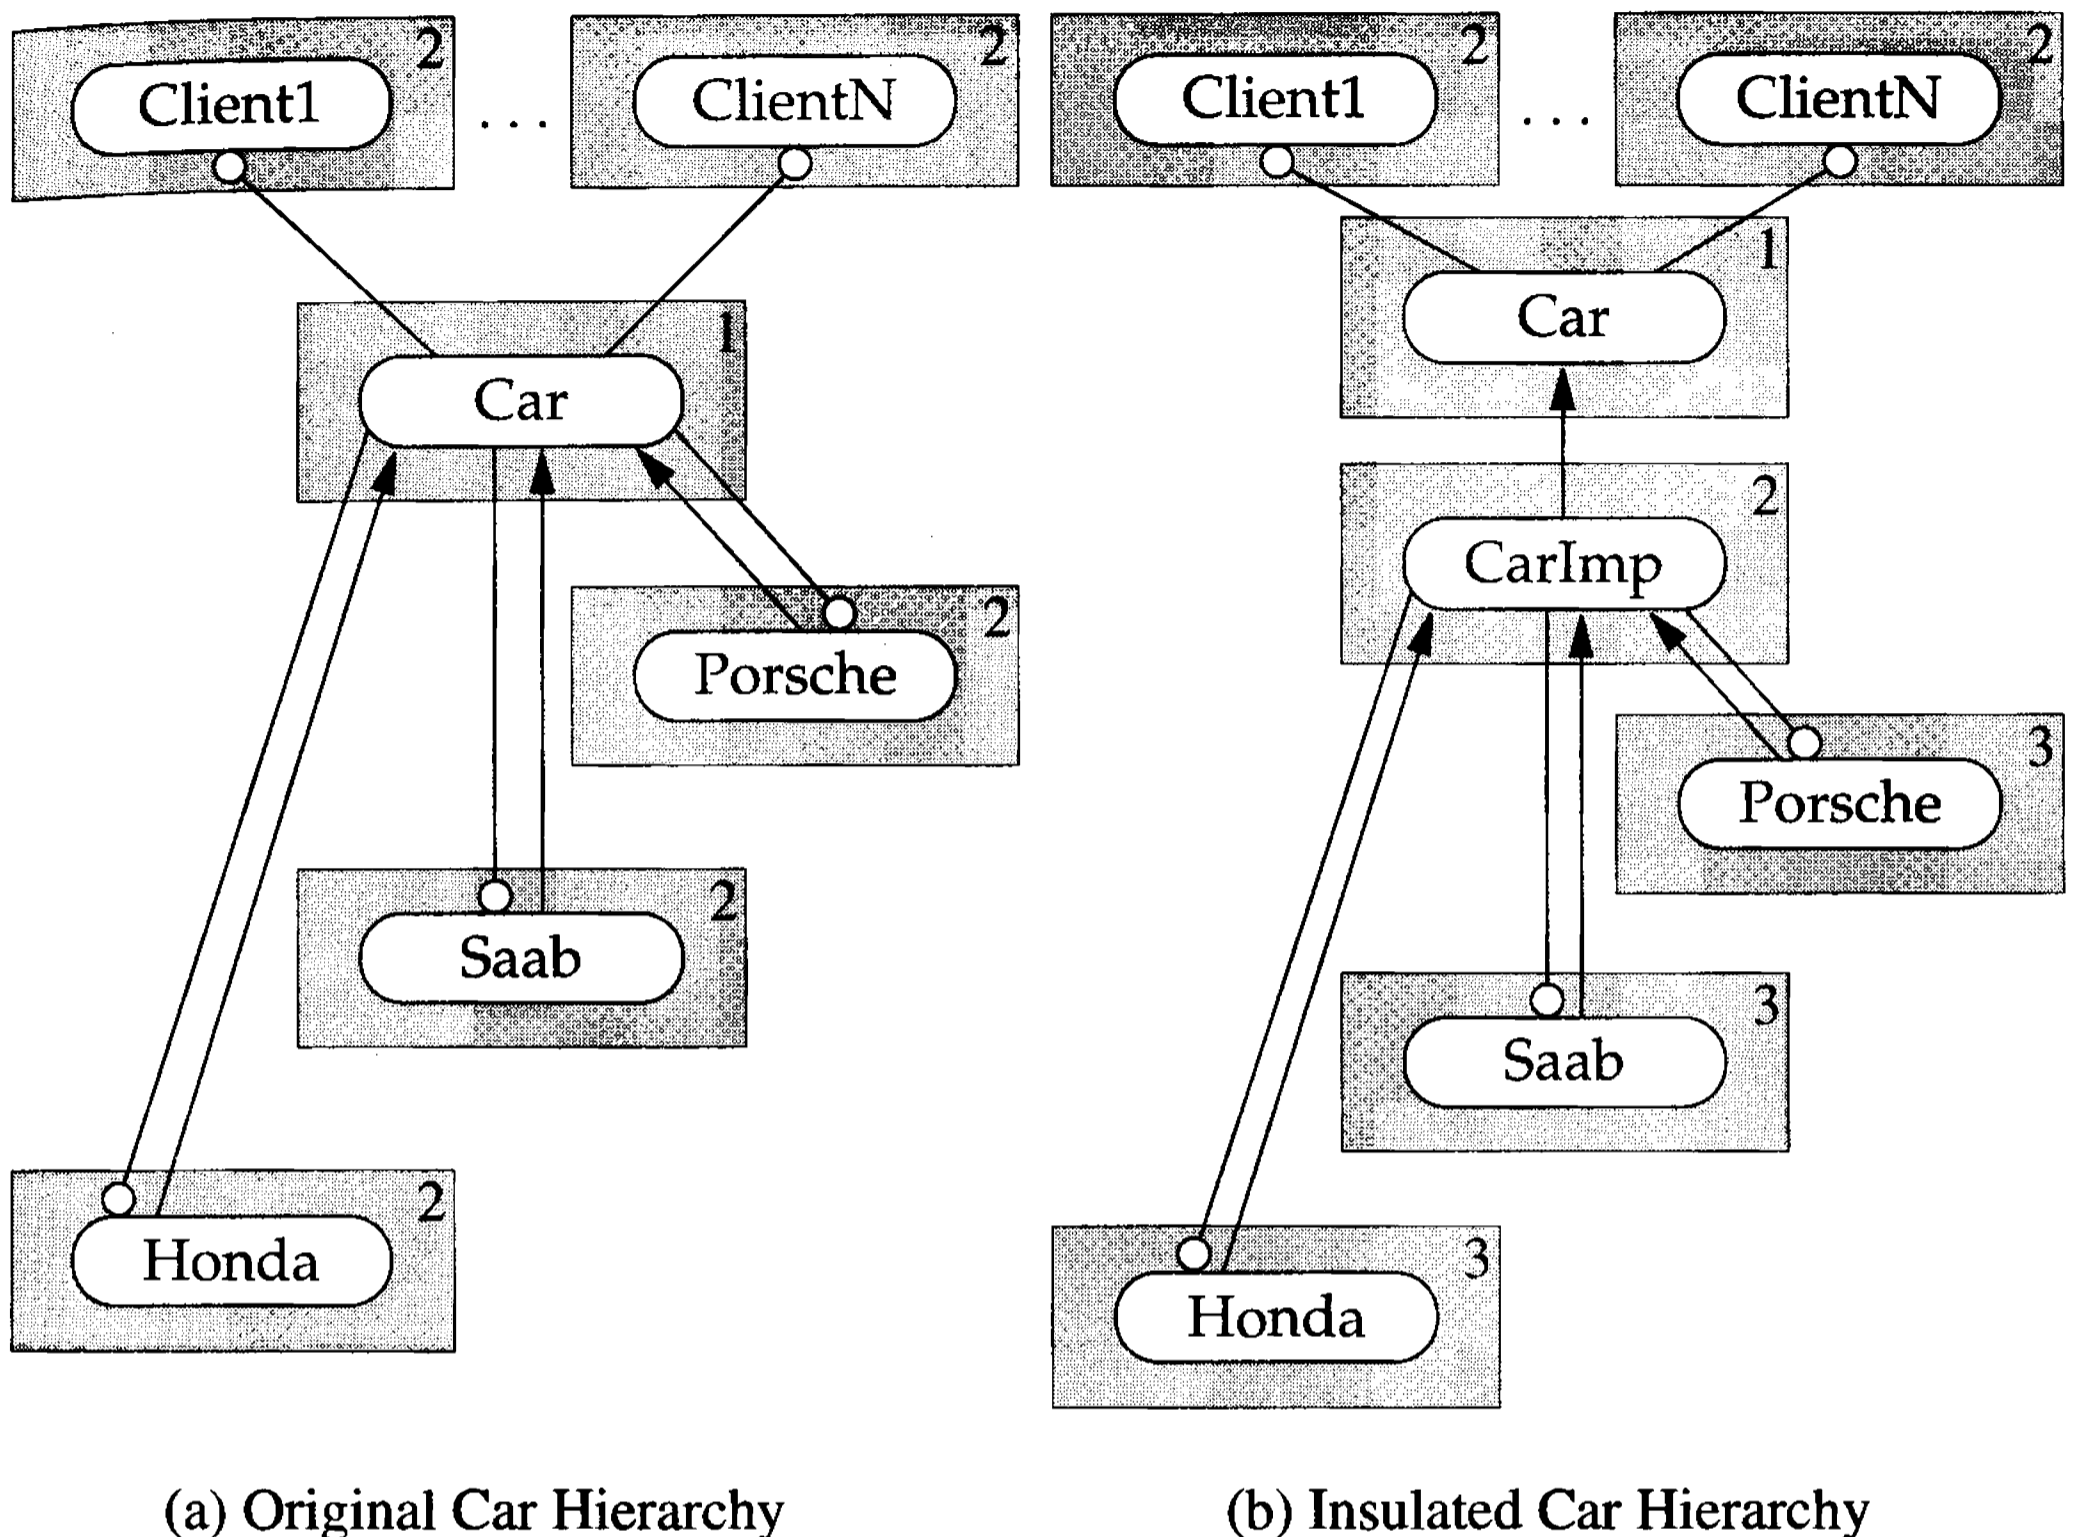 2
Client1
. . .
2
ClientN
1
Car
2
Porsche
2
Saab
2
Honda
(a) Original Car Hierarchy
2
Client1
. . .
2
ClientN
1
Car
2
CarImp
3
Porsche
3
Saab
3
Honda
(b) Insulated Car Hierarchy